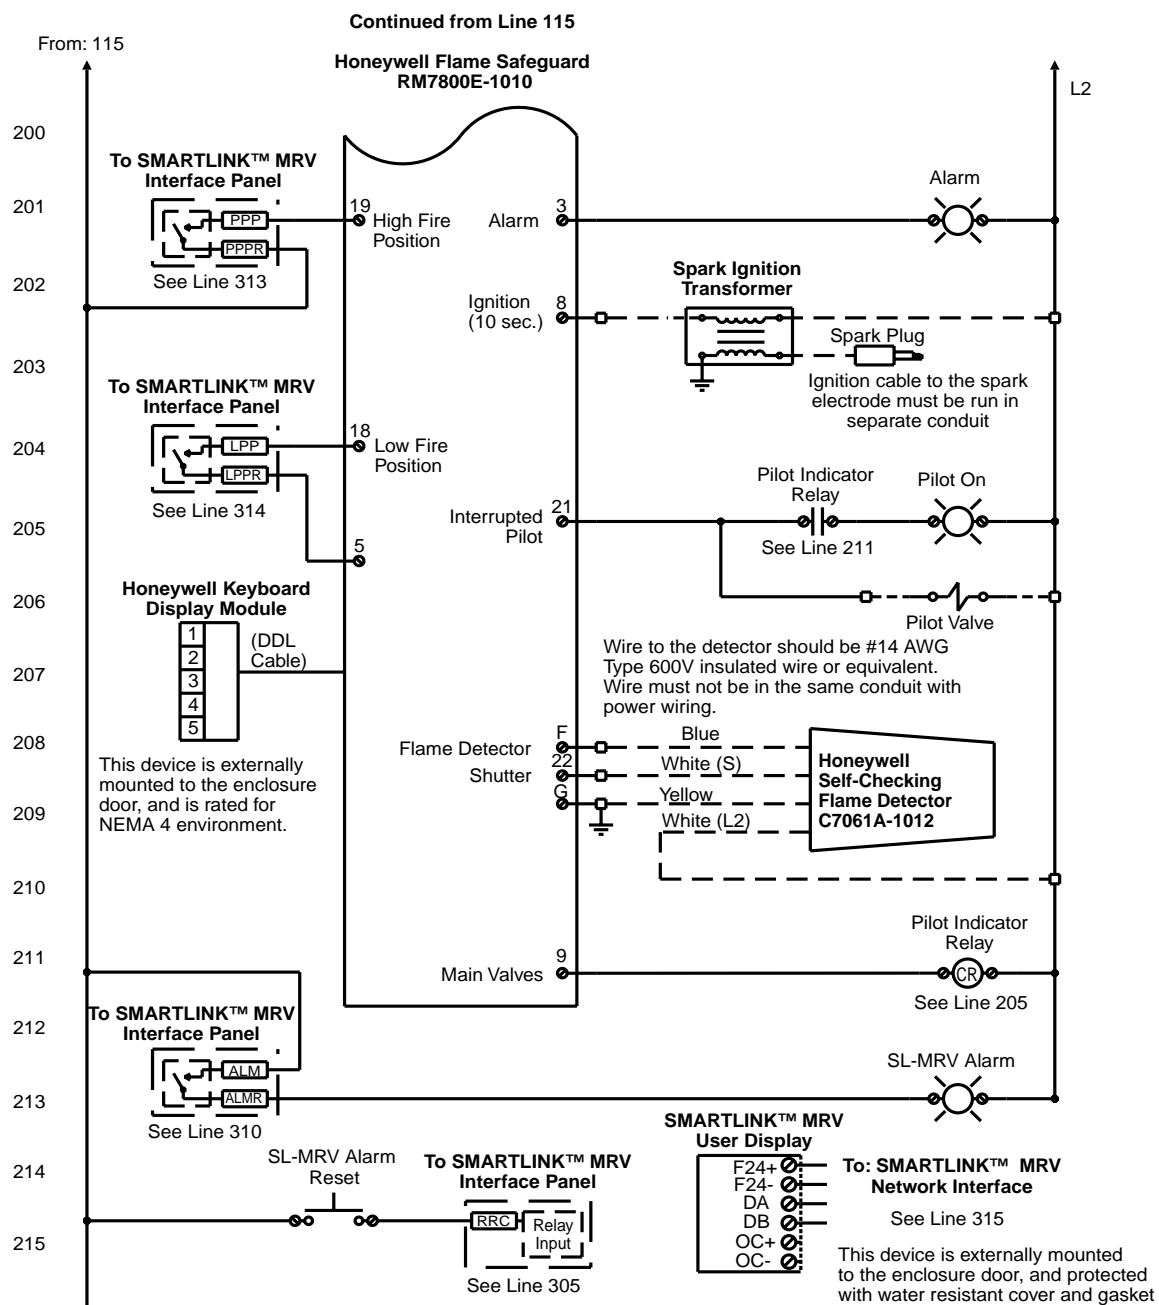 Continued from Line 115
From: 115
Honeywell Flame Safeguard
RM7800E-1010
L2
200
To SMARTLINK™ MRV
Interface Panel
Alarm
201
PPP
19
High Fire
Position
Alarm
3
PPPR
See Line 313
202
Spark Ignition
Transformer
Ignition
(10 sec.)
8
Spark Plug
203
To SMARTLINK™ MRV
Interface Panel
Ignition cable to the spark
electrode must be run in
separate conduit
204
LPP
18
Low Fire
Position
LPPR
See Line 314
Pilot Indicator
Relay
Pilot On
205
Interrupted
Pilot
21
See Line 211
5
206
Honeywell Keyboard
Display Module
Pilot Valve
1
2
3
4
5
(DDL
Cable)
207
Wire to the detector should be #14 AWG
Type 600V insulated wire or equivalent.
Wire must not be in the same conduit with
power wiring.
208
Flame Detector
F
Blue
Shutter
22
White (S)
G
Yellow
White (L2)
Honeywell
Self-Checking
Flame Detector
C7061A-1012
This device is externally
mounted to the enclosure
door, and is rated for
NEMA 4 environment.
209
210
Pilot Indicator
Relay
211
Main Valves
9
CR
See Line 205
212
To SMARTLINK™ MRV
Interface Panel
ALM
SL-MRV Alarm
213
ALMR
See Line 310
SMARTLINK™ MRV
User Display
214
SL-MRV Alarm
Reset
To SMARTLINK™ MRV
Interface Panel
F24+
F24-
DA
DB
OC+
OC-
To: SMARTLINK™ MRV
Network Interface
See Line 315
215
RRC
Relay
Input
See Line 305
This device is externally mounted
to the enclosure door, and protected
with water resistant cover and gasket